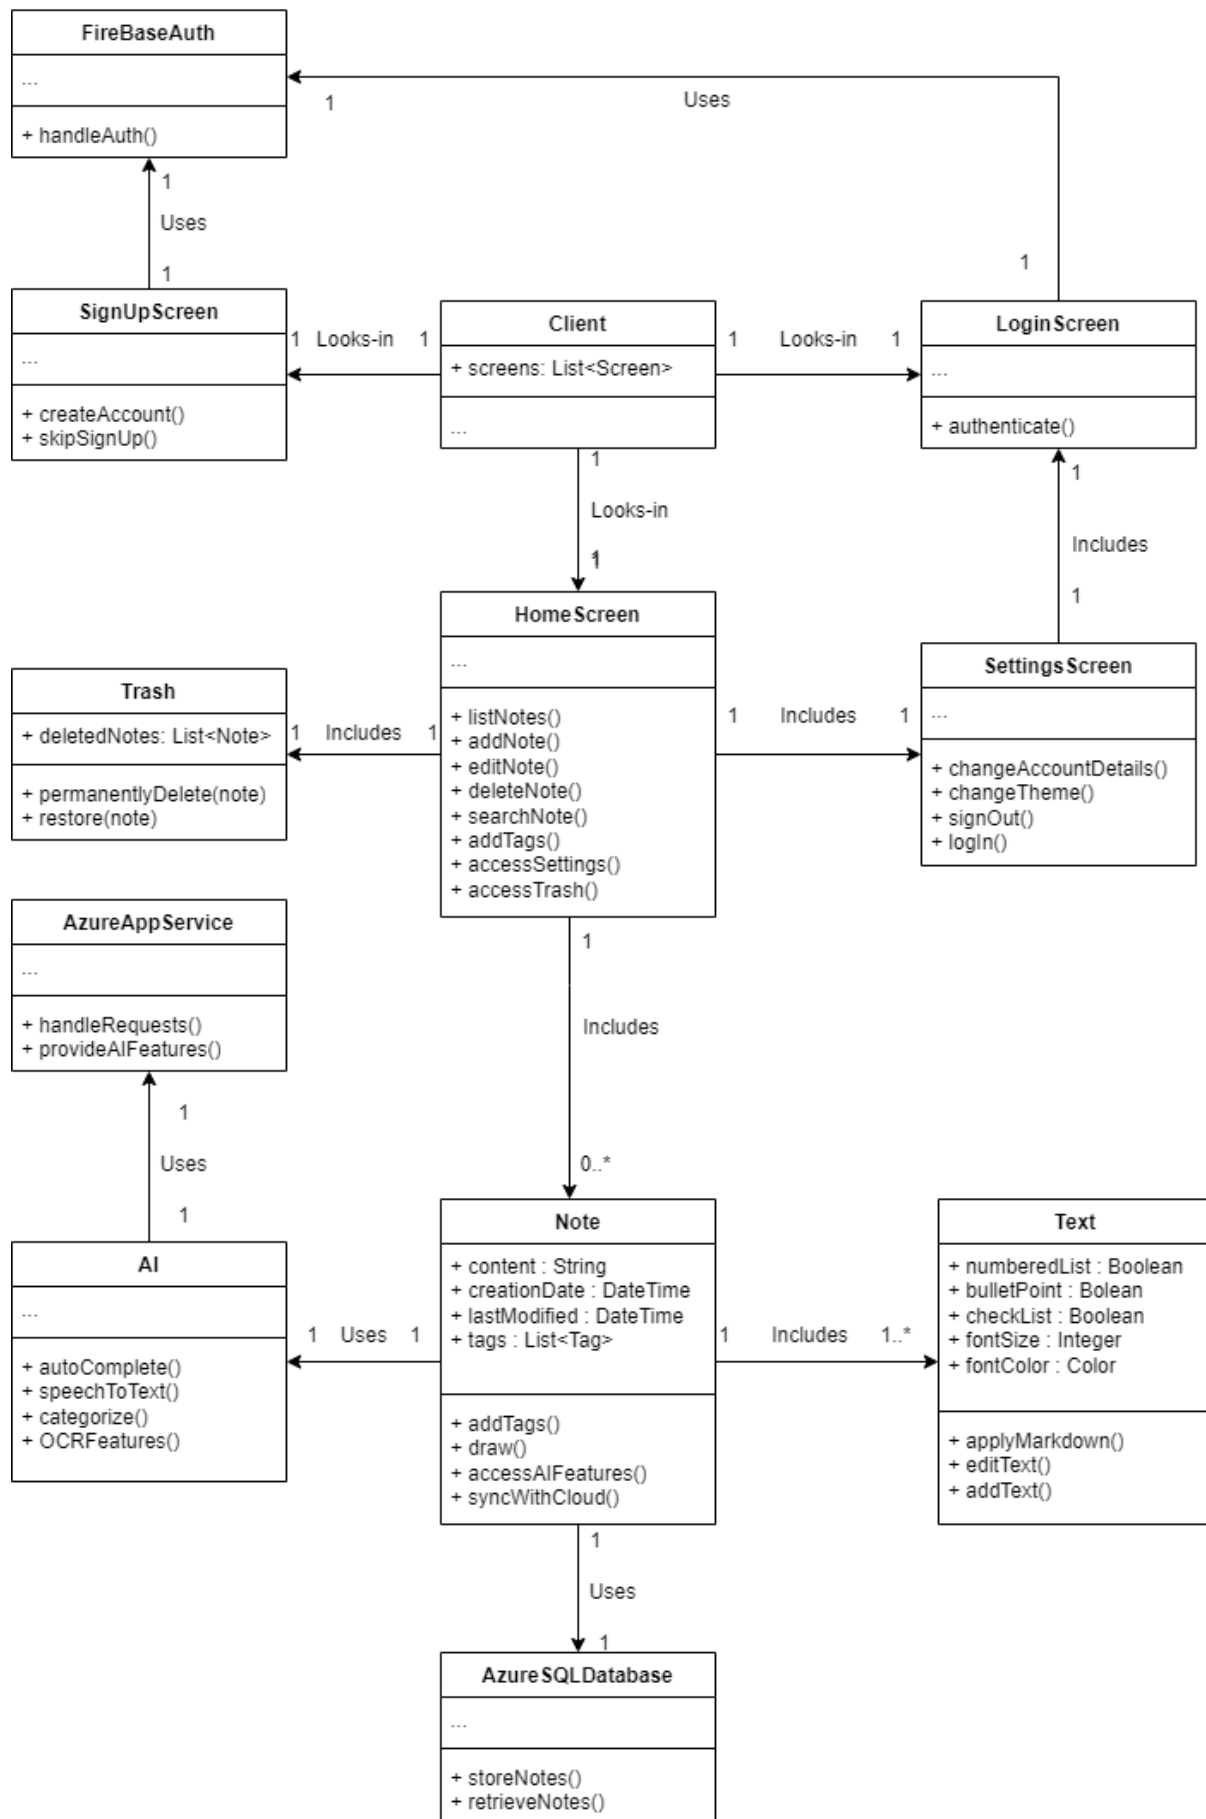 FireBaseAuth
...
+ handleAuth()
1
Uses
1
Uses
1
1
SignUpScreen
...
+ createAccount()
+ skipSignUp()
1 Looks-in 1
Client
+ screens: List<Screen>
...
1 Looks-in 1
LoginScreen
...
+ authenticate()
1
Looks-in
1
1
Includes
1
HomeScreen
...
+ listNotes()
+ addNote()
+ editNote()
+ deleteNote()
+ searchNote()
+ addTags()
+ accessSettings()
+ accessTrash()
Trash
+ deletedNotes: List<Note>
+ permanentlyDelete(note)
+ restore(note)
1 Includes 1
1 Includes 1
SettingsScreen
...
+ changeAccountDetails()
+ changeTheme()
+ signOut()
+ logIn()
AzureAppService
...
+ handleRequests()
+ provideAIFeatures()
1
Includes
0..*
1
Uses
1
AI
...
+ autoComplete()
+ speechToText()
+ categorize()
+ OCRFeatures()
1 Uses 1
Note
+ content : String
+ creationDate : DateTime
+ lastModified : DateTime
+ tags : List<Tag>
+ addTags()
+ draw()
+ accessAIFeatures()
+ syncWithCloud()
1 Includes 1..*
Text
+ numberedList : Boolean
+ bulletPoint : Bolean
+ checkList : Boolean
+ fontSize : Integer
+ fontColor : Color
+ applyMarkdown()
+ editText()
+ addText()
1
Uses
1
AzureSQLDatabase
...
+ storeNotes()
+ retrieveNotes()